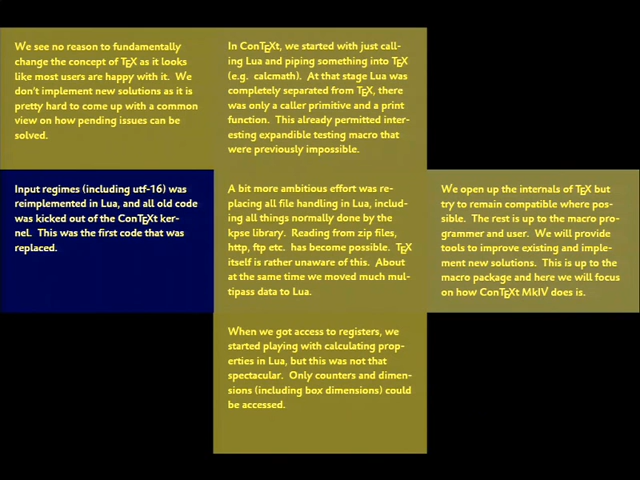 We see no reason to fundamentally
change the concept of TEX as it looks
like most users are happy with it. We
don't implement new solutions as it is
pretty hard to come up with a common
view on how pending issues can be
solved.
In ConTEXt, we started with just call-
ing Lua and piping something into TEX
(e.g. calcmath). At that stage Lua was
completely separated from TEX, there
was only a caller primitive and a print
function. This already permitted inter-
esting expandible testing macro that
were previously impossible.
Input regimes (including utf-16) was
reimplemented in Lua, and all old code
was kicked out of the ConTEXt ker-
nel. This was the first code that was
replaced.
A bit more ambitious effort was re-
placing all file handling in Lua, includ-
ing all things normally done by the
kpse library. Reading from zip files,
http, ftp etc. has become possible. TEX
itself is rather unaware of this. About
at the same time we moved much mul-
tipass data to Lua.
We open up the internals of TEX but
try to remain compatible where pos-
sible. The rest is up to the macro pro-
grammer and user. We will provide
tools to improve existing and imple-
ment new solutions. This is up to the
macro package and here we will focus
on how ConTEXt MkIV does is.
When we got access to registers, we
started playing with calculating prop-
erties in Lua, but this was not that
spectacular. Only counters and dimen-
sions (including box dimensions) could
be accessed.